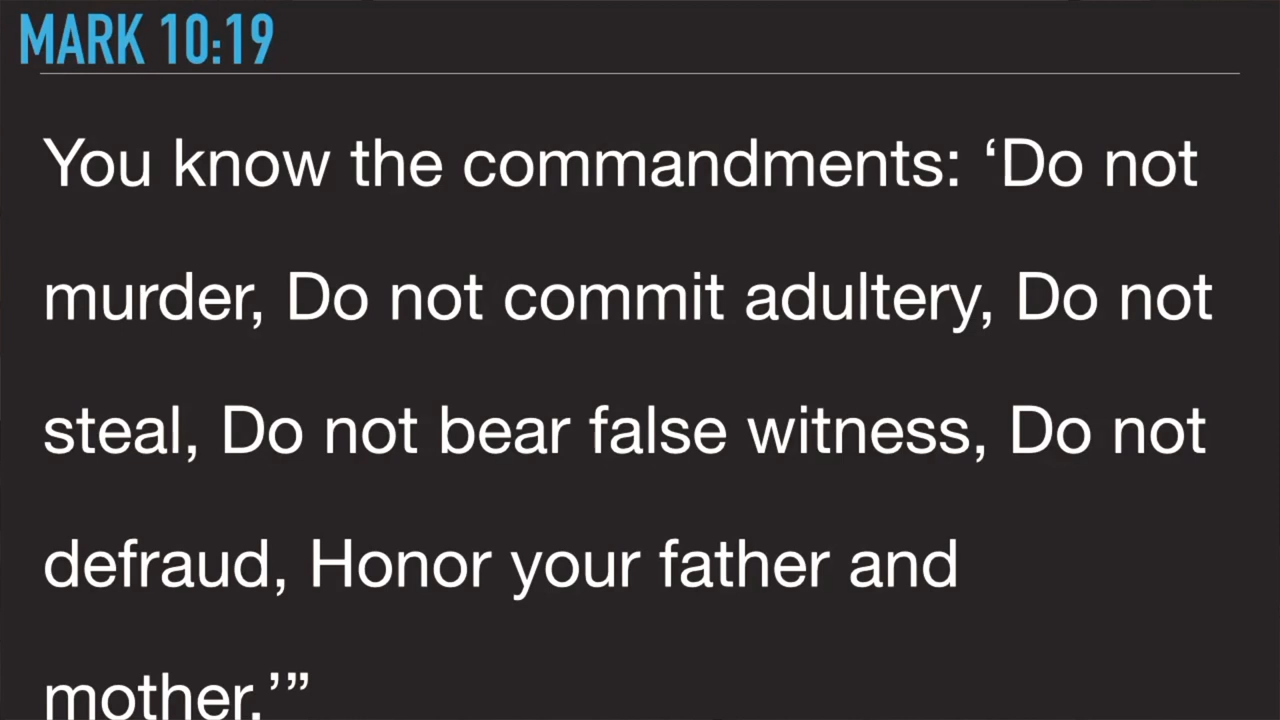 MARK 10:19
You know the commandments: ‘Do not
murder, Do not commit adultery, Do not
steal, Do not bear false witness, Do not
defraud, Honor your father and
mother.’”